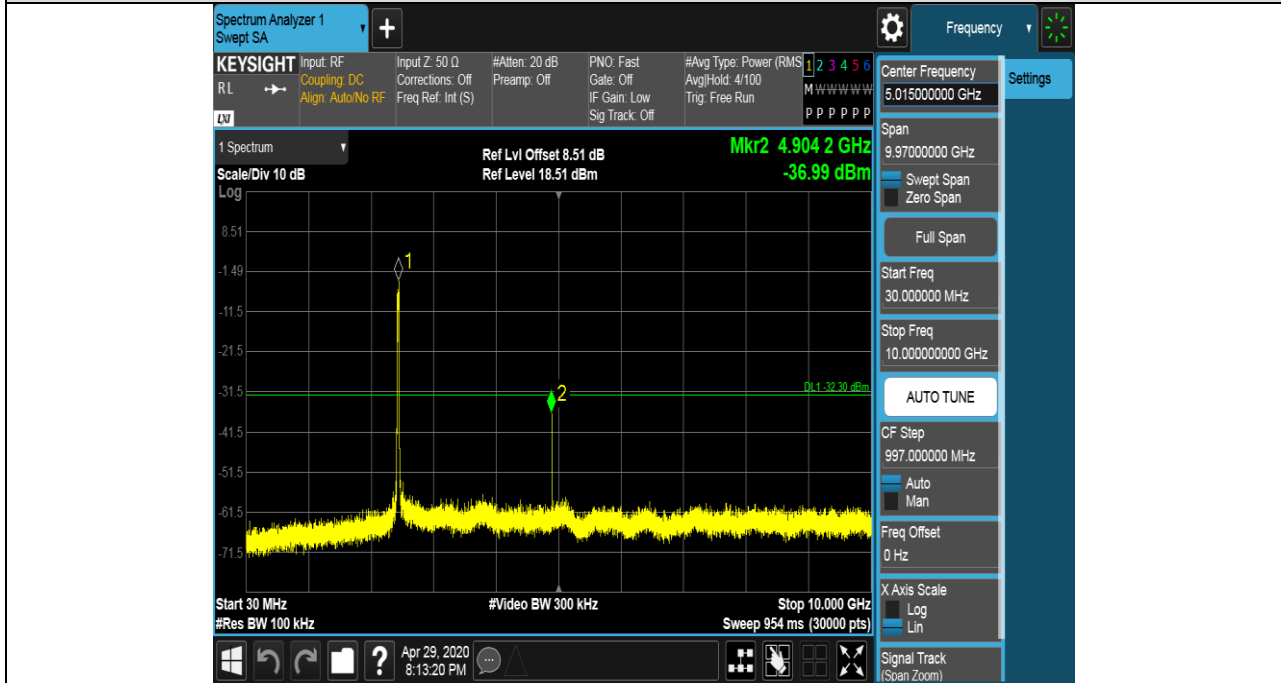 Spectrum Analyzer 1
Swept SA
+
Frequency
KEYSIGHT
RL
LXI
Input: RF
Coupling: DC
Align: Auto/No RF
Input Z: 50 Ω
Corrections: Off
Freq Ref: Int (S)
#Atten: 20 dB
Preamp: Off
PNO: Fast
Gate: Off
IF Gain: Low
Sig Track: Off
#Avg Type: Power (RMS
Avg|Hold: 4/100
Trig: Free Run
1 2 3 4 5 6
M W W W W W
P P P P P P
1 Spectrum
Scale/Div 10 dB
Ref Lvl Offset 8.51 dB
Ref Level 18.51 dBm
Mkr2 4.904 2 GHz
-36.99 dBm
Log
8.51
-1.49
-11.5
-21.5
-31.5
-41.5
-51.5
-61.5
-71.5
1
2
DL1 -32.30 dBm
Start 30 MHz
#Res BW 100 kHz
#Video BW 300 kHz
Stop 10.000 GHz
Sweep 954 ms (30000 pts)
Center Frequency
5.015000000 GHz
Settings
Span
9.97000000 GHz
Swept Span
Zero Span
Full Span
Start Freq
30.000000 MHz
Stop Freq
10.000000000 GHz
AUTO TUNE
CF Step
997.000000 MHz
Auto
Man
Freq Offset
0 Hz
X Axis Scale
Log
Lin
Signal Track
(Span Zoom)
?
Apr 29, 2020
8:13:20 PM